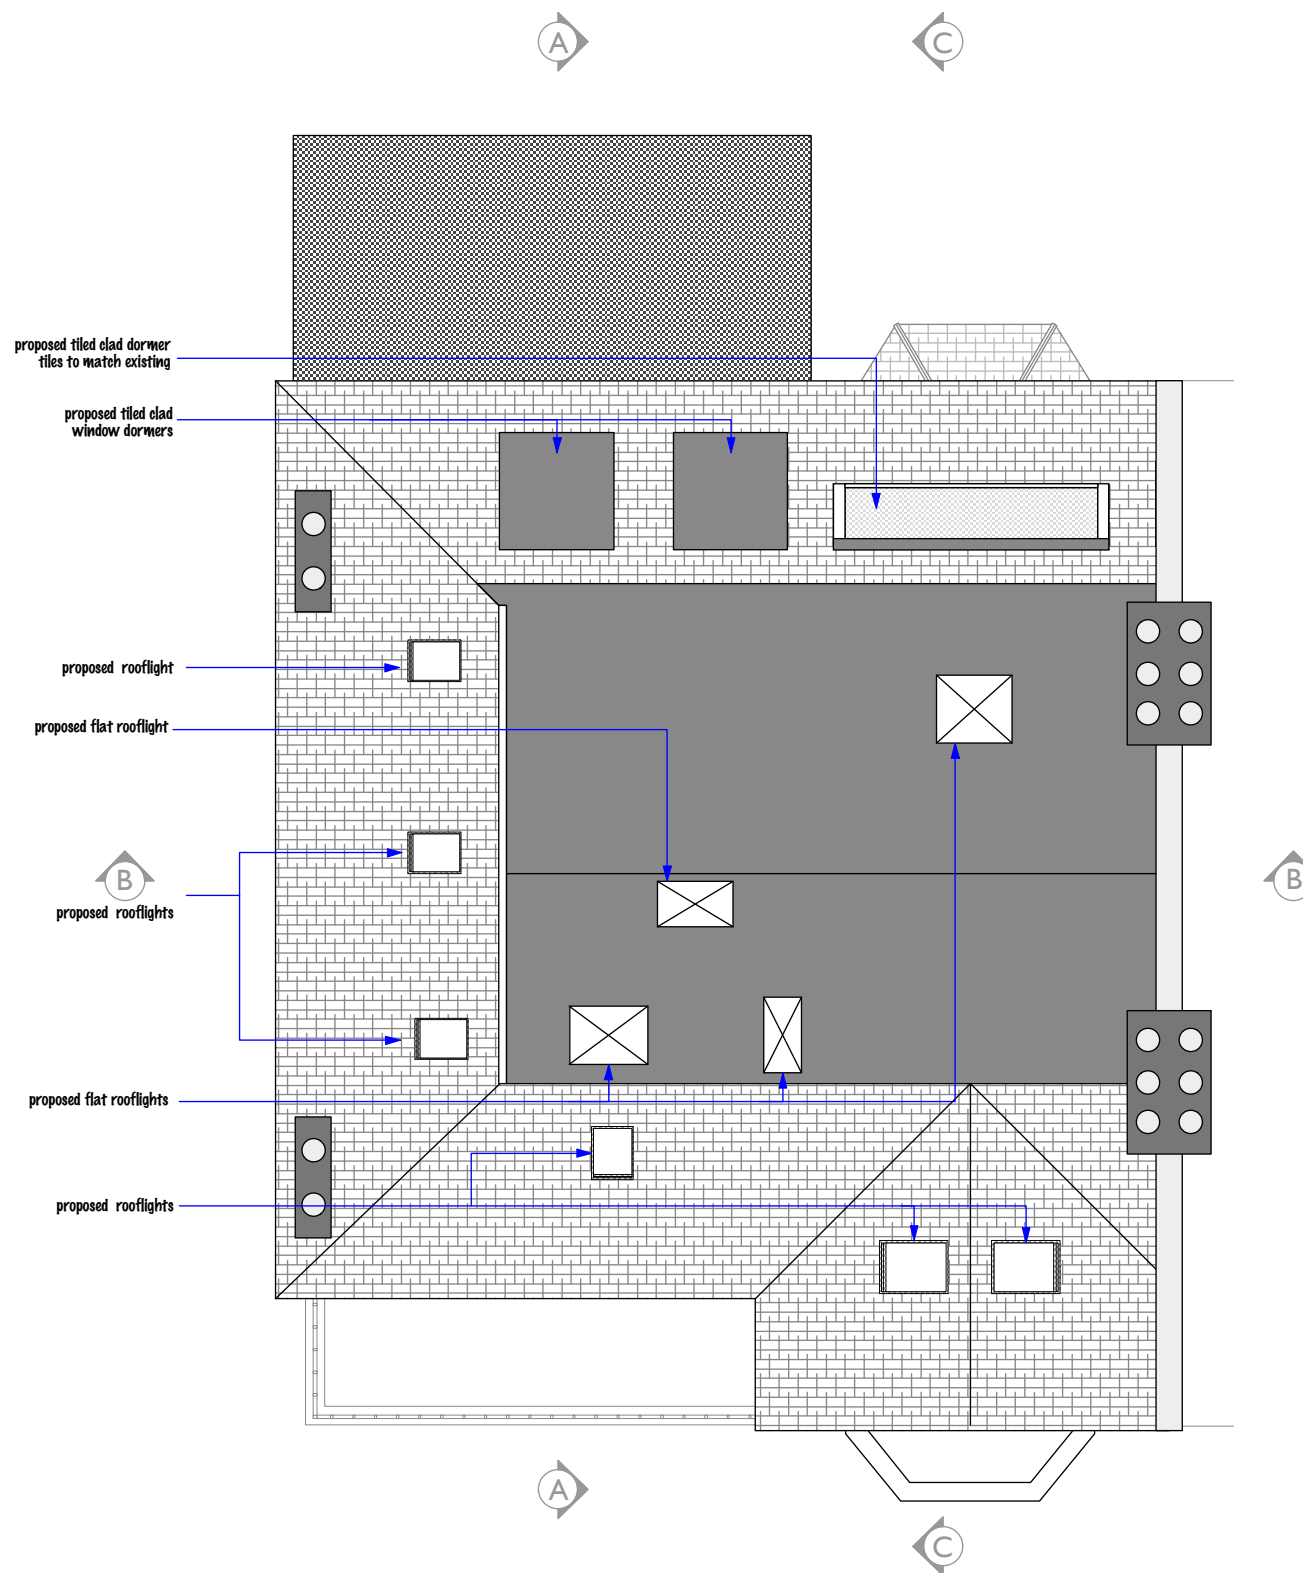 A
C
proposed tiled clad dormer
tiles to match existing
proposed tiled clad
window dormers
proposed rooflight
proposed flat rooflight
B
B
proposed rooflights
proposed flat rooflights
proposed rooflights
A
C